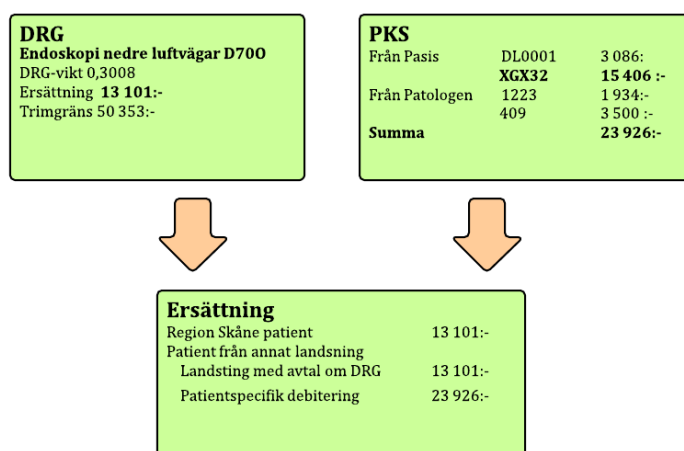 DRG
Endoskopi nedre luftvägar D70O
DRG-vikt 0,3008
Ersättning 13 101:-
Trimgräns 50 353:-
PKS
Från Pasis DL0001 3 086:
XGX32 15 406 :-
Från Patologen 1223 1 934:-
409 3 500 :-
Summa 23 926:-
Ersättning
Region Skåne patient 13 101:-
Patient från annat landsning
Landsting med avtal om DRG 13 101:-
Patientspecifik debitering 23 926:-